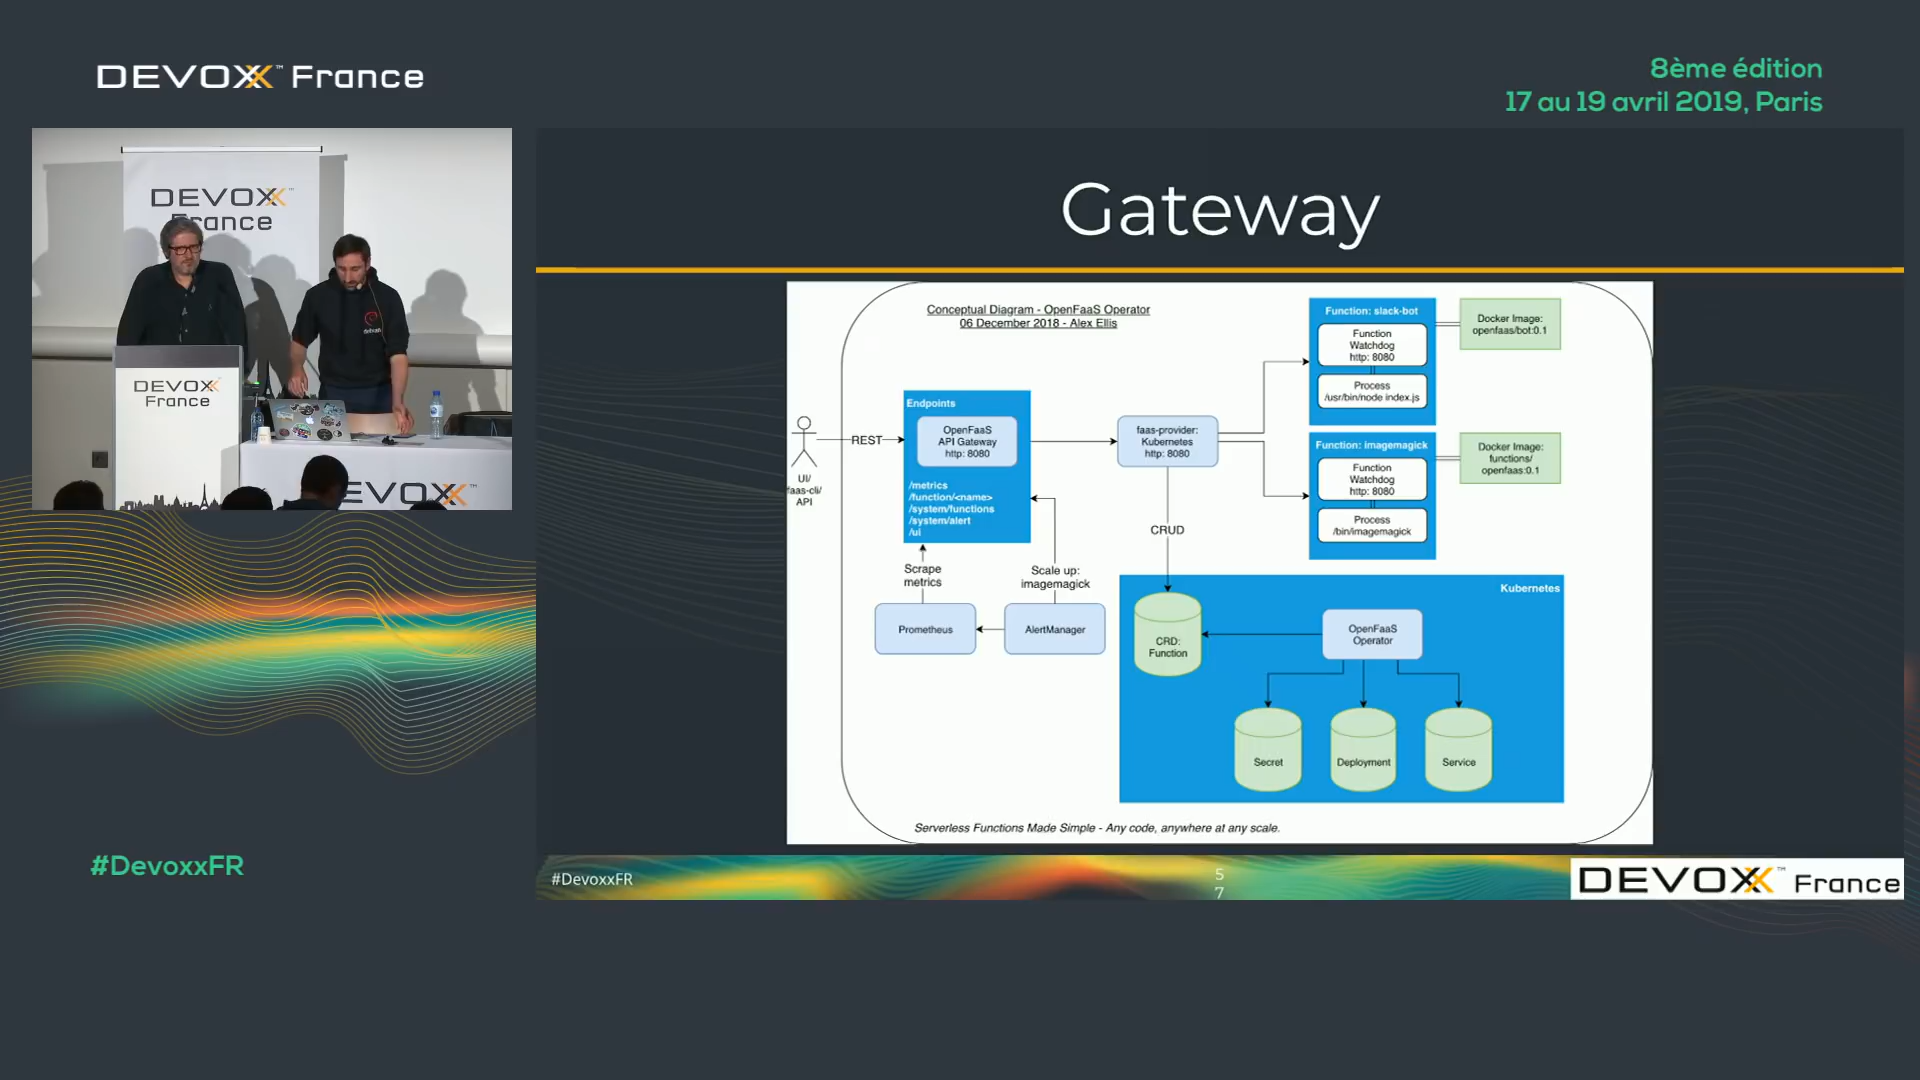 DEVOXX™ France
8ème édition
17 au 19 avril 2019, Paris
DEVOXX™
France
DEVOXX
France
debian
DEVOXX™
Gateway
Conceptual Diagram - OpenFaaS Operator
06 December 2018 - Alex Ellis
UI/
faas-cli/
API
REST
Endpoints
OpenFaaS
API Gateway
http: 8080
/metrics
/function/<name>
/system/functions
/system/alert
/ui
faas-provider:
Kubernetes
http: 8080
Function: slack-bot
Function
Watchdog
http: 8080
Process
/usr/bin/node index.js
Docker Image:
openfaas/bot:0.1
Function: imagemagick
Function
Watchdog
http: 8080
Process
/bin/imagemagick
Docker Image:
functions/
openfaas:0.1
Scrape
metrics
Scale up:
imagemagick
CRUD
Prometheus
AlertManager
Kubernetes
CRD:
Function
OpenFaaS
Operator
Secret
Deployment
Service
Serverless Functions Made Simple - Any code, anywhere at any scale.
#DevoxxFR
#DevoxxFR
5
7
DEVOXX™ France